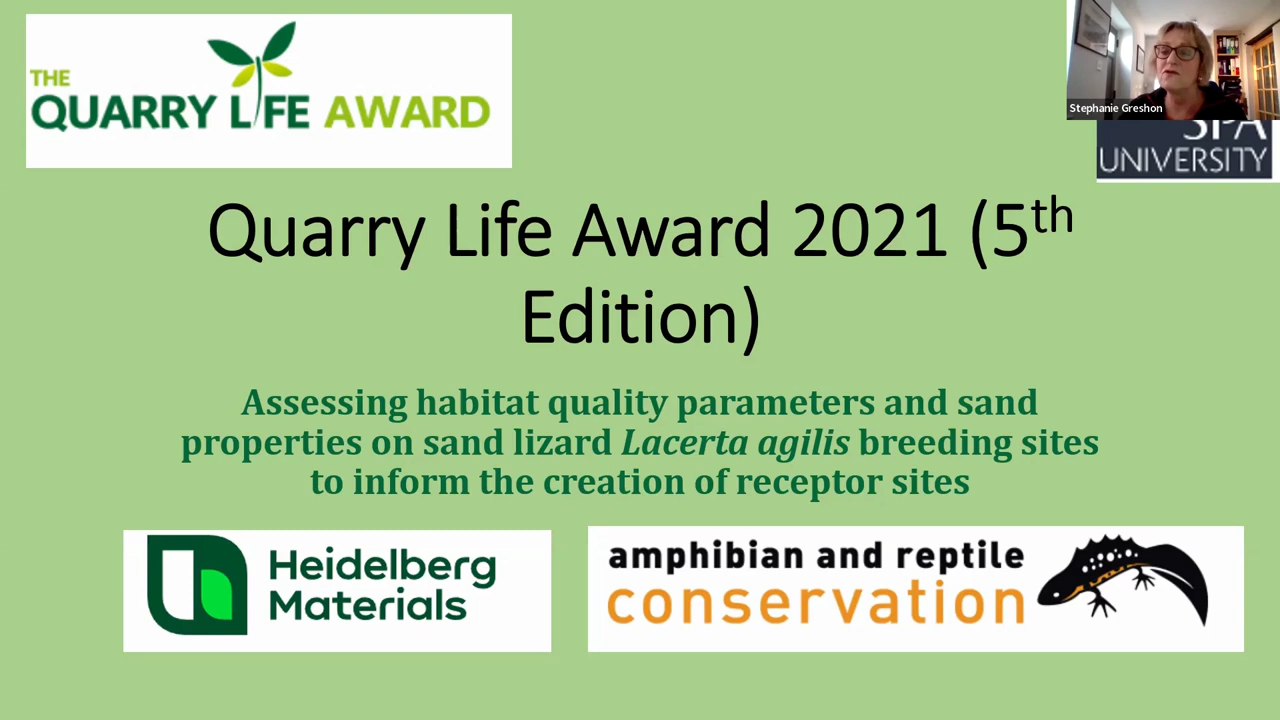 THE
QUARRY LIFE AWARD
Stephanie Greshon
UNIVERSITY
Quarry Life Award 2021 (5th
Edition)
Assessing habitat quality parameters and sand
properties on sand lizard Lacerta agilis breeding sites
to inform the creation of receptor sites
Heidelberg
Materials
amphibian and reptile
conservation